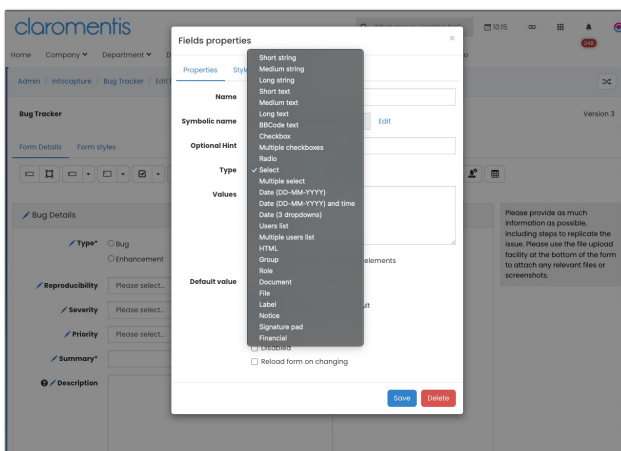 claromentis
10:15
248
Home Company Department D
Admin / Infocapture / Bug Tracker / Edit
Bug Tracker
Version 3
Form Details Form styles
Bug Details
Type*
Bug
Enhancement
Reproducibility
Please select...
Severity
Please select...
Priority
Please select...
Summary*
Description
Fields properties
×
Properties Style
Name
Symbolic name
Edit
Optional Hint
Type
Values
elements
Default value
Disabled
Reload form on changing
Save Delete
Short string
Medium string
Long string
Short text
Medium text
Long text
BBCode text
Checkbox
Multiple checkboxes
Radio
✓ Select
Multiple select
Date (DD-MM-YYYY)
Date (DD-MM-YYYY) and time
Date (3 dropdowns)
Users list
Multiple users list
HTML
Group
Role
Document
File
Label
Notice
Signature pad
Financial
Please provide as much
information as possible,
including steps to replicate the
issue. Please use the file upload
facility at the bottom of the form
to attach any relevant files or
screenshots.